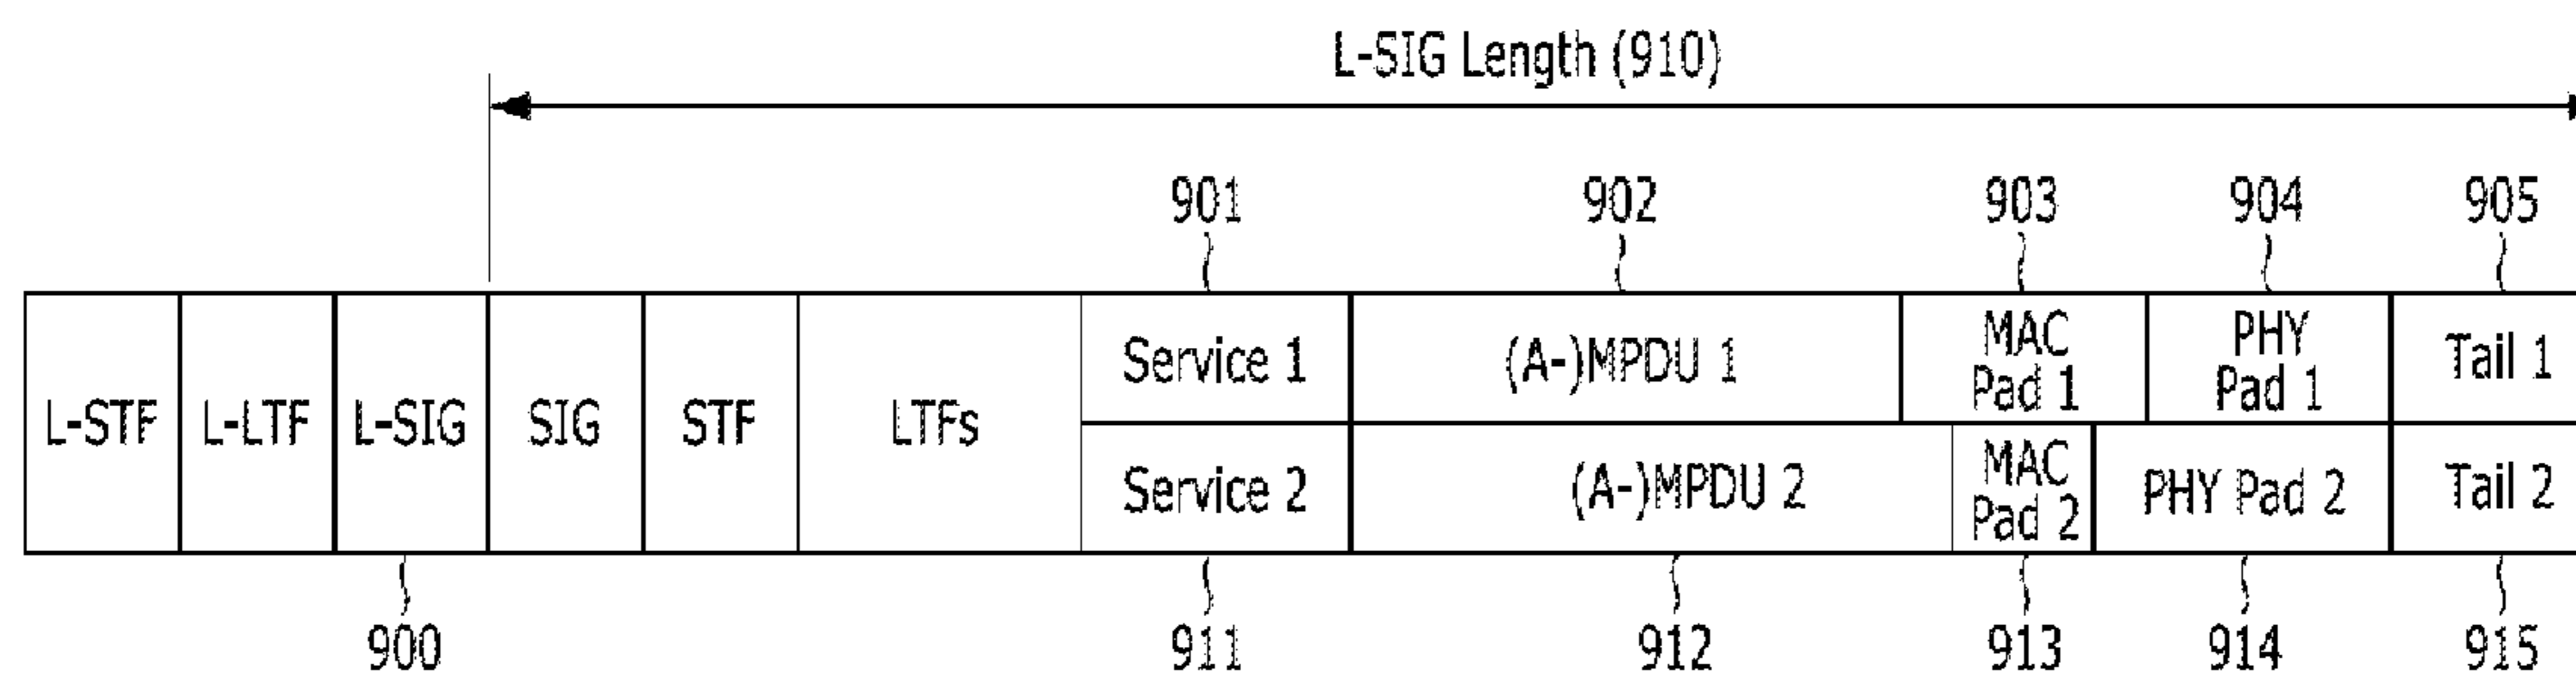 L-SIG Length (910)
901 902 903 904 905
L-STF L-LTF L-SIG SIG STF LTFs
Service 1 (A-)MPDU 1 MAC Pad 1 PHY Pad 1 Tail 1
Service 2 (A-)MPDU 2 MAC Pad 2 PHY Pad 2 Tail 2
900 911 912 913 914 915